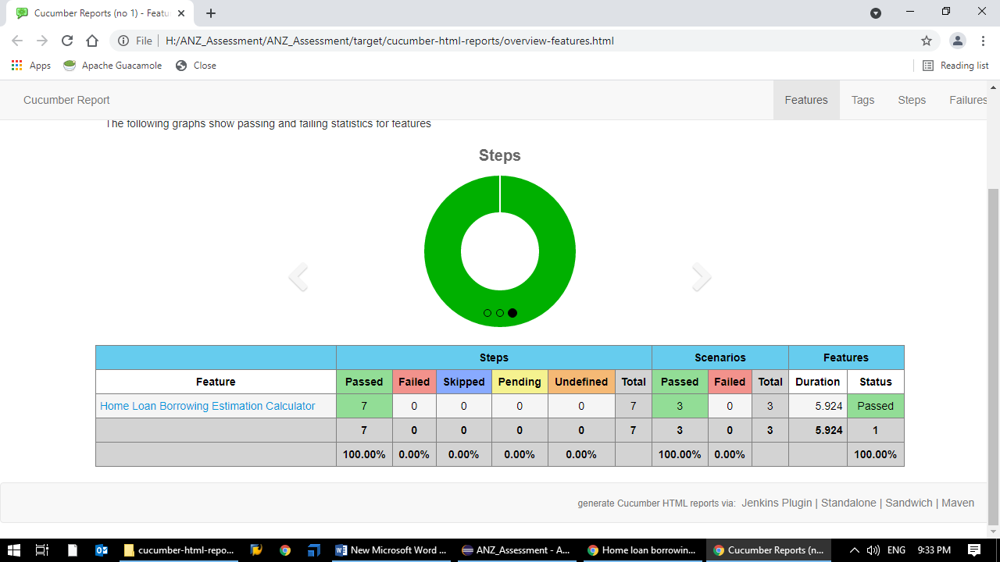 Cucumber Reports (no 1) - Featu
File H:/ANZ_Assessment/ANZ_Assessment/target/cucumber-html-reports/overview-features.html
Apps Apache Guacamole Close Reading list
Cucumber Report Features Tags Steps Failures
The following graphs show passing and failing statistics for features
Steps
Steps Scenarios Features
Feature Passed Failed Skipped Pending Undefined Total Passed Failed Total Duration Status
Home Loan Borrowing Estimation Calculator 7 0 0 0 0 7 3 0 3 5.924 Passed
7 0 0 0 0 7 3 0 3 5.924 1
100.00% 0.00% 0.00% 0.00% 0.00% 100.00% 0.00% 100.00%
generate Cucumber HTML reports via: Jenkins Plugin | Standalone | Sandwich | Maven
cucumber-html-repo... New Microsoft Word ... ANZ_Assessment - A... Home loan borrowin... Cucumber Reports (n... ENG 9:33 PM